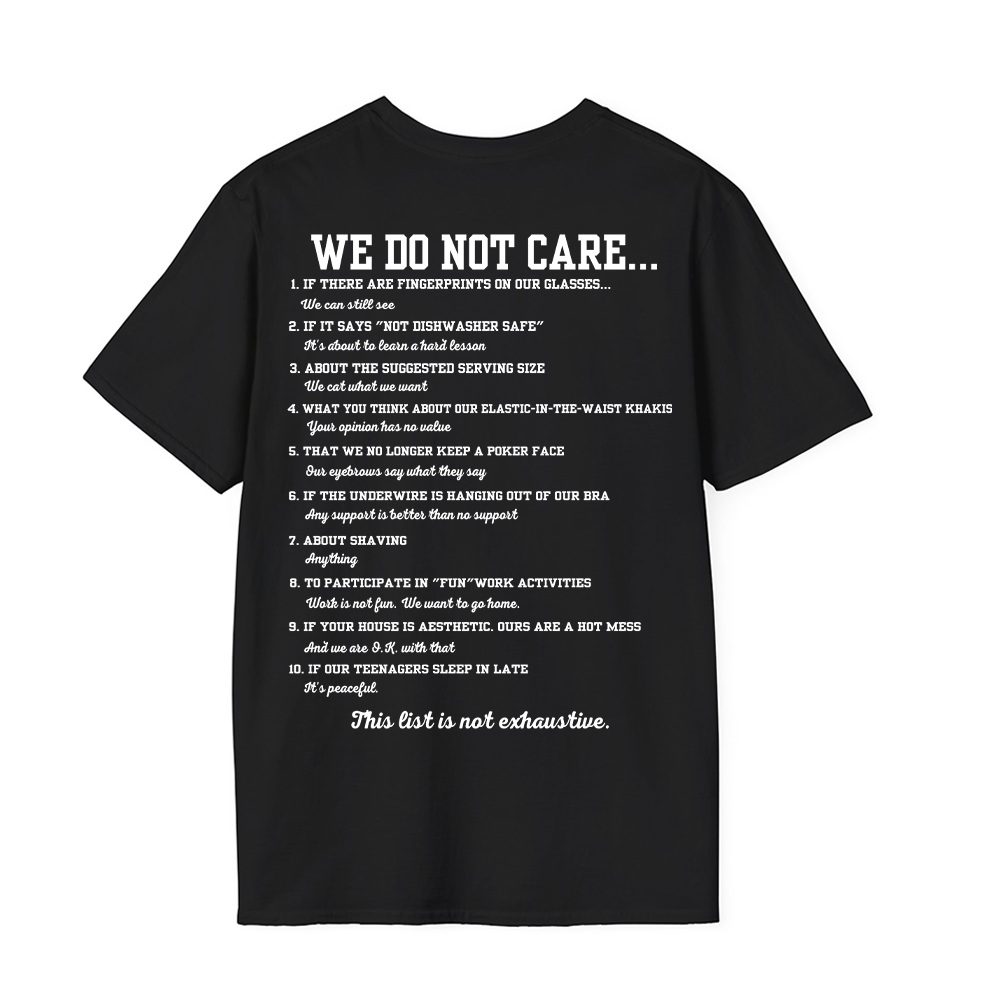 WE DO NOT CARE...
1. IF THERE ARE FINGERPRINTS ON OUR GLASSES...
We can still see
2. IF IT SAYS "NOT DISHWASHER SAFE"
It's about to learn a hard lesson
3. ABOUT THE SUGGESTED SERVING SIZE
We eat what we want
4. WHAT YOU THINK ABOUT OUR ELASTIC-IN-THE-WAIST KHAKIS
Your opinion has no value
5. THAT WE NO LONGER KEEP A POKER FACE
Our eyebrows say what they say
6. IF THE UNDERWIRE IS HANGING OUT OF OUR BRA
Any support is better than no support
7. ABOUT SHAVING
Anything
8. TO PARTICIPATE IN "FUN"WORK ACTIVITIES
Work is not fun. We want to go home.
9. IF YOUR HOUSE IS AESTHETIC. OURS ARE A HOT MESS
And we are O.K. with that
10. IF OUR TEENAGERS SLEEP IN LATE
It's peaceful.
This list is not exhaustive.